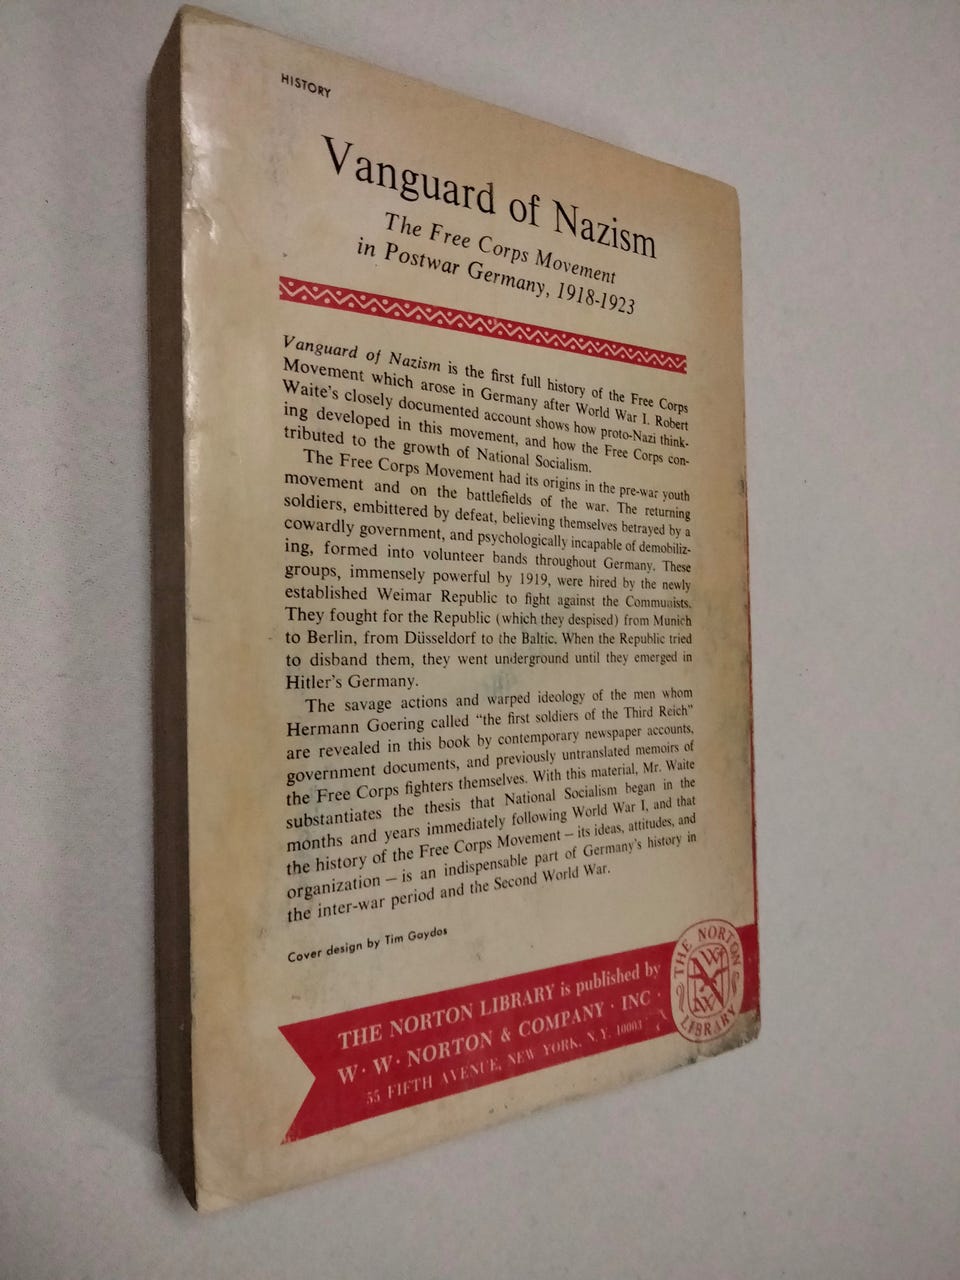 HISTORY
Vanguard of Nazism
The Free Corps Movement
in Postwar Germany, 1918-1923
Vanguard of Nazism is the first full history of the Free Corps
Movement which arose in Germany after World War I. Robert
Waite's closely documented account shows how proto-Nazi think-
ing developed in this movement, and how the Free Corps con-
tributed to the growth of National Socialism.
The Free Corps Movement had its origins in the pre-war youth
movement and on the battlefields of the war. The returning
soldiers, embittered by defeat, believing themselves betrayed by a
cowardly government, and psychologically incapable of demobiliz-
ing, formed into volunteer bands throughout Germany. These
groups, immensely powerful by 1919, were hired by the newly
established Weimar Republic to fight against the Communists.
They fought for the Republic (which they despised) from Munich
to Berlin, from Düsseldorf to the Baltic. When the Republic tried
to disband them, they went underground until they emerged in
Hitler's Germany.
The savage actions and warped ideology of the men whom
Hermann Goering called "the first soldiers of the Third Reich"
are revealed in this book by contemporary newspaper accounts,
government documents, and previously untranslated memoirs of
the Free Corps fighters themselves. With this material, Mr. Waite
substantiates the thesis that National Socialism began in the
months and years immediately following World War I, and that
the history of the Free Corps Movement – its ideas, attitudes, and
organization – is an indispensable part of Germany's history in
the inter-war period and the Second World War.
Cover design by Tim Gaydos
THE NORTON LIBRARY is published by
W · W · NORTON & COMPANY · INC ·
55 FIFTH AVENUE, NEW YORK, N. Y. 10003
THE NORTON
WWN
LIBRARY